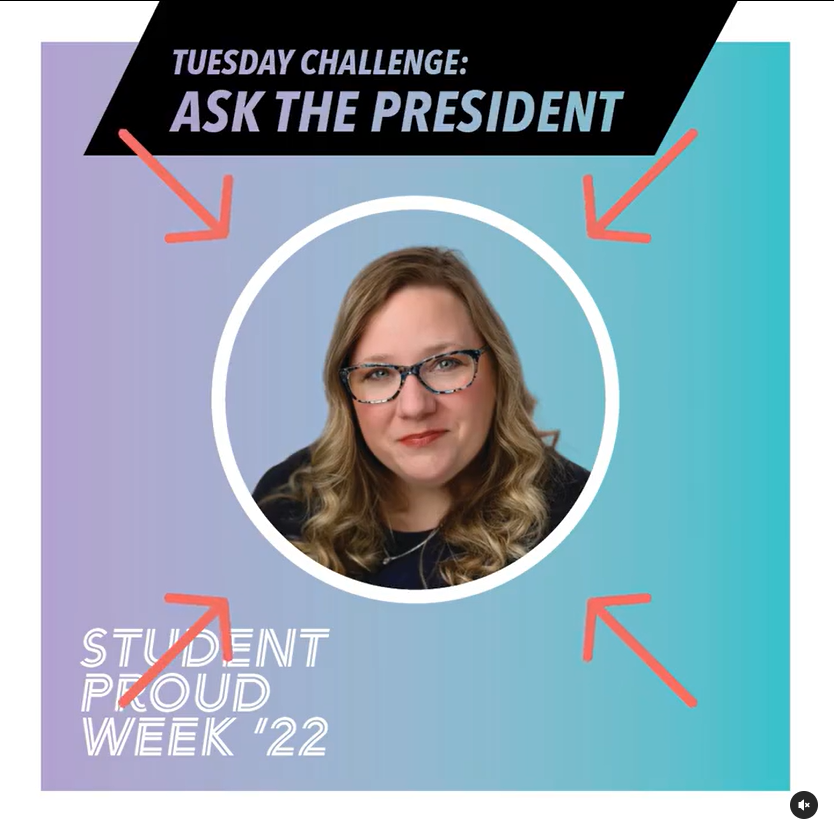 TUESDAY CHALLENGE:
ASK THE PRESIDENT
STUDENT
PROUD
WEEK '22